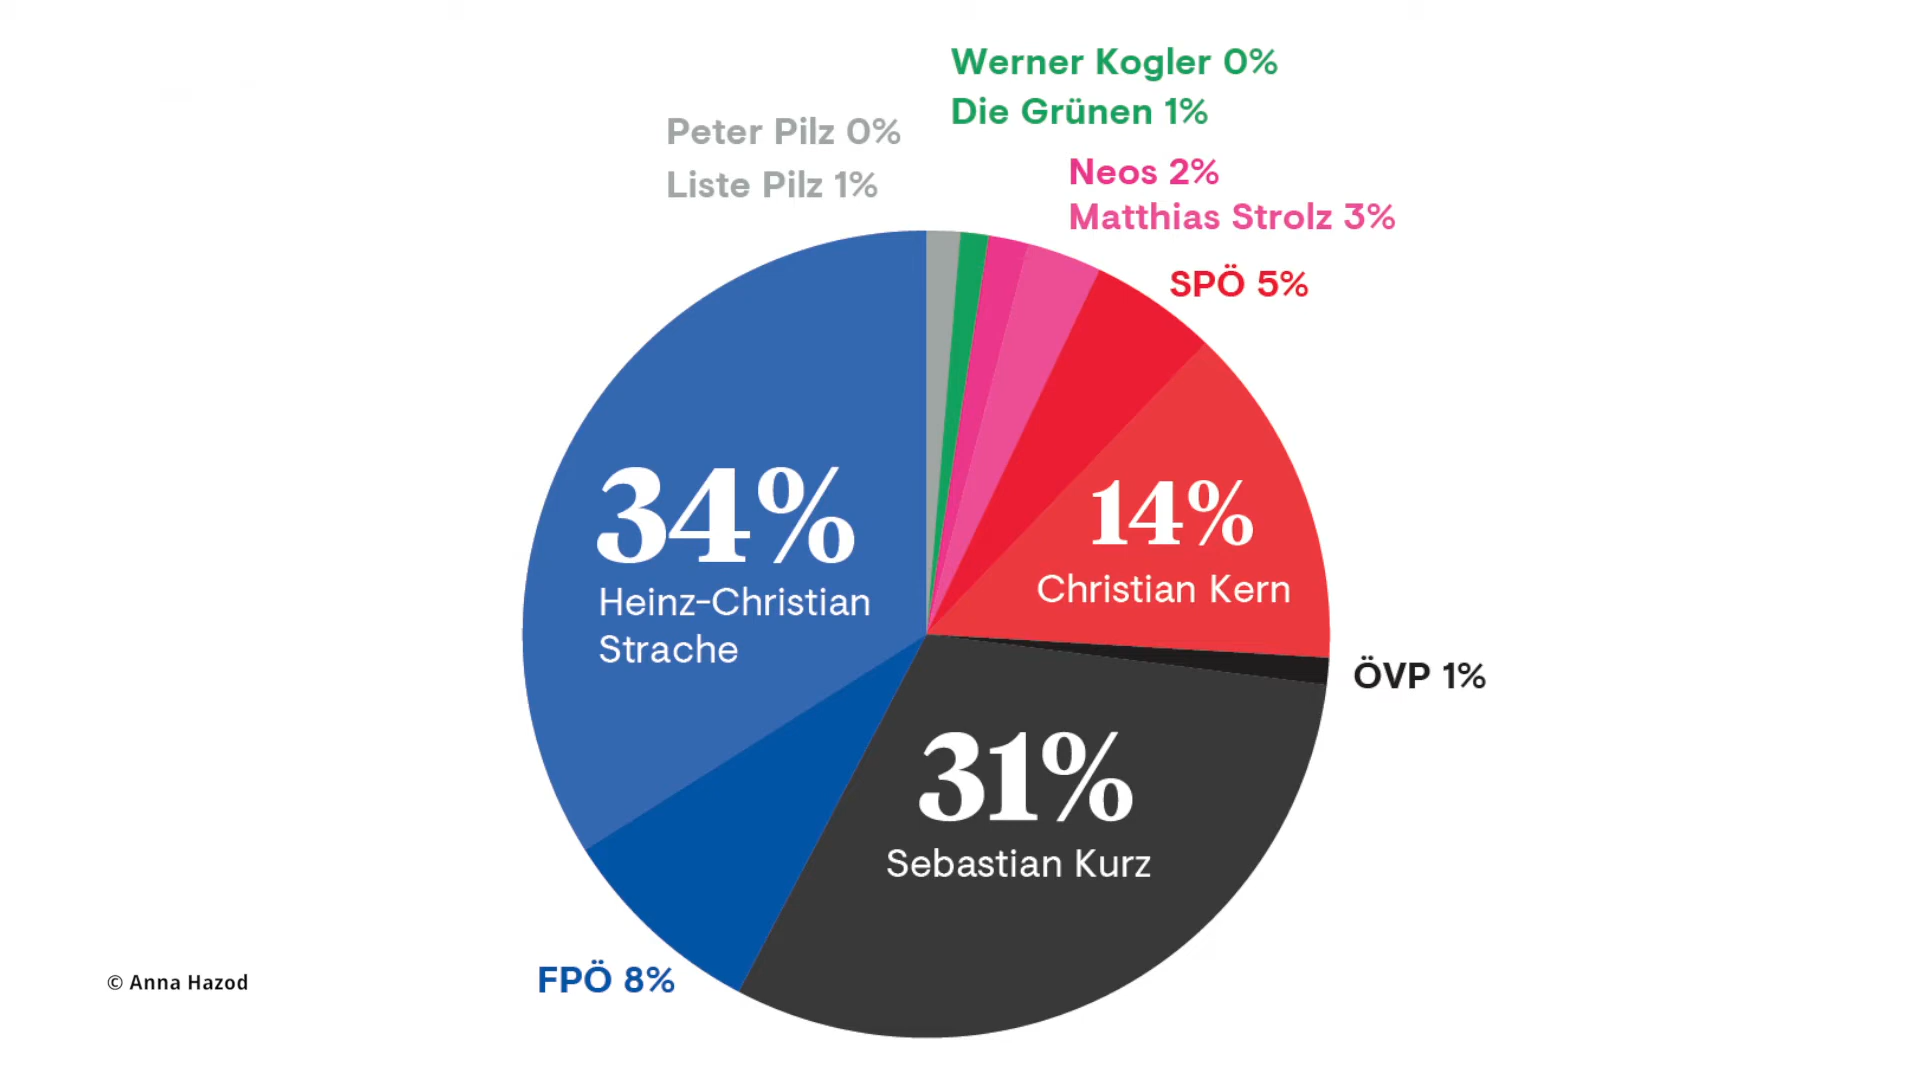 Werner Kogler 0%
Die Grünen 1%
Peter Pilz 0%
Liste Pilz 1%
Neos 2%
Matthias Strolz 3%
SPÖ 5%
34%
Heinz-Christian
Strache
14%
Christian Kern
ÖVP 1%
31%
Sebastian Kurz
FPÖ 8%
© Anna Hazod